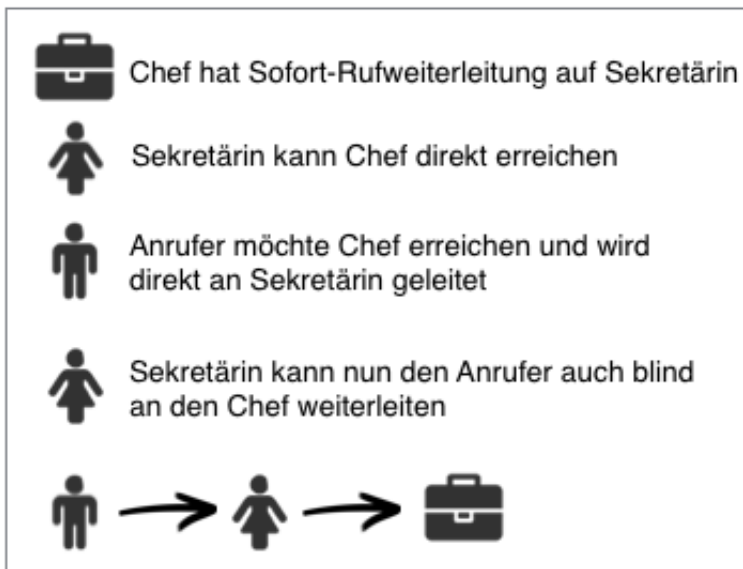 Chef hat Sofort-Rufweiterleitung auf Sekretärin
Sekretärin kann Chef direkt erreichen
Anrufer möchte Chef erreichen und wird
direkt an Sekretärin geleitet
Sekretärin kann nun den Anrufer auch blind
an den Chef weiterleiten